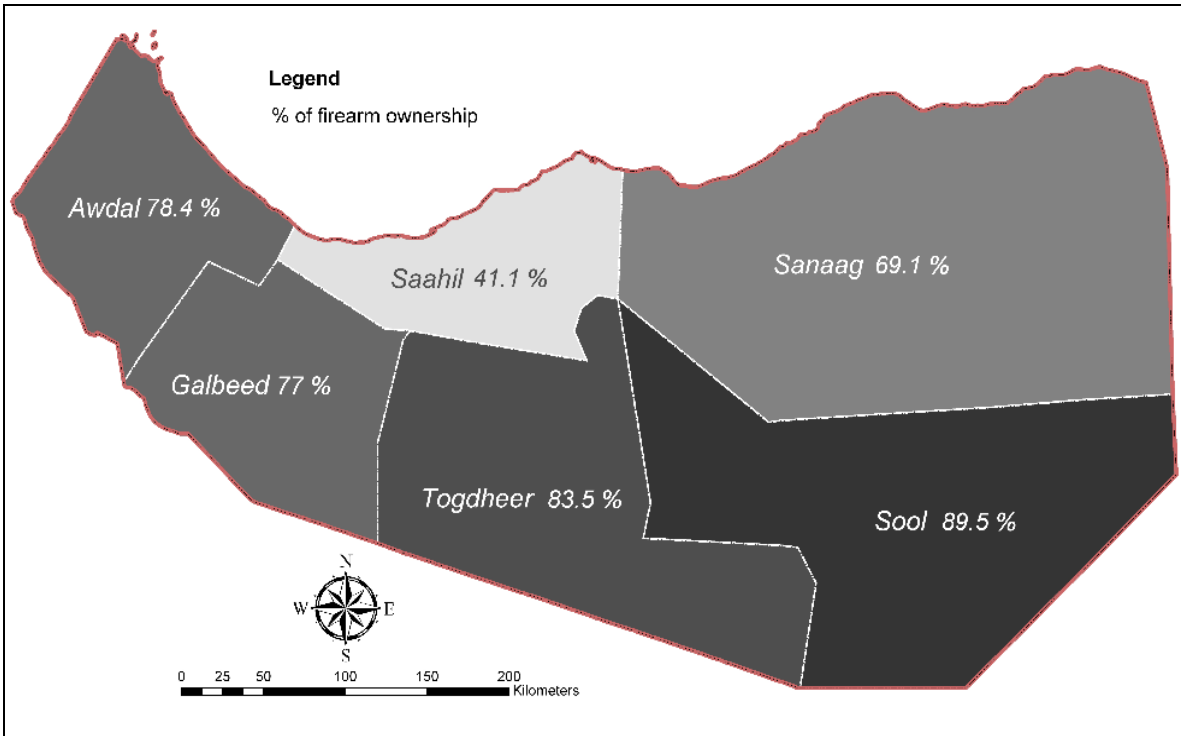 Legend
% of firearm ownership
Awdal 78.4 %
Saahil 41.1 %
Sanaag 69.1 %
Galbeed 77 %
Togdheer 83.5 %
Sool 89.5 %
N
W E
S
0 25 50 100 150 200
Kilometers